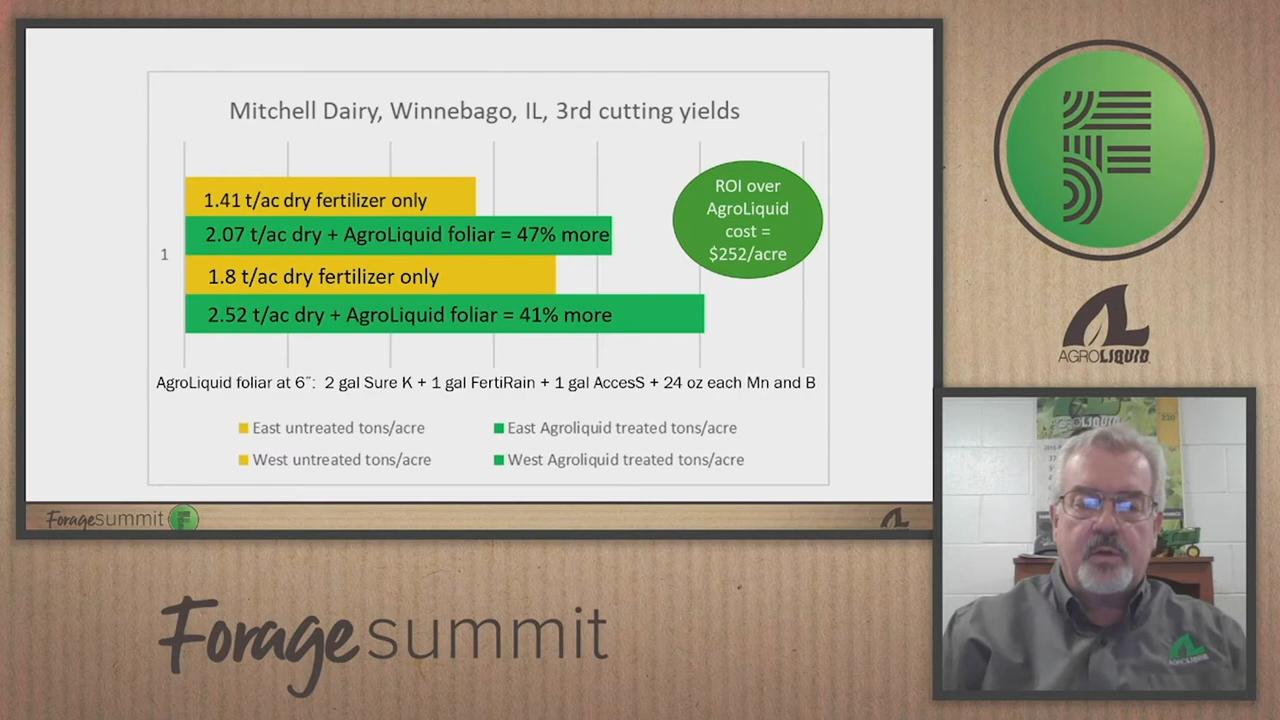 Mitchell Dairy, Winnebago, IL, 3rd cutting yields
1.41 t/ac dry fertilizer only
2.07 t/ac dry + AgroLiquid foliar = 47% more
1
1.8 t/ac dry fertilizer only
2.52 t/ac dry + AgroLiquid foliar = 41% more
ROI over
AgroLiquid
cost =
$252/acre
AgroLiquid foliar at 6″: 2 gal Sure K + 1 gal FertiRain + 1 gal AccesS + 24 oz each Mn and B
East untreated tons/acre
East Agroliquid treated tons/acre
West untreated tons/acre
West Agroliquid treated tons/acre
Foragesummit F
F
AGROLIQUID
AGROLIQUID
AGROLIQUID
Forage summit